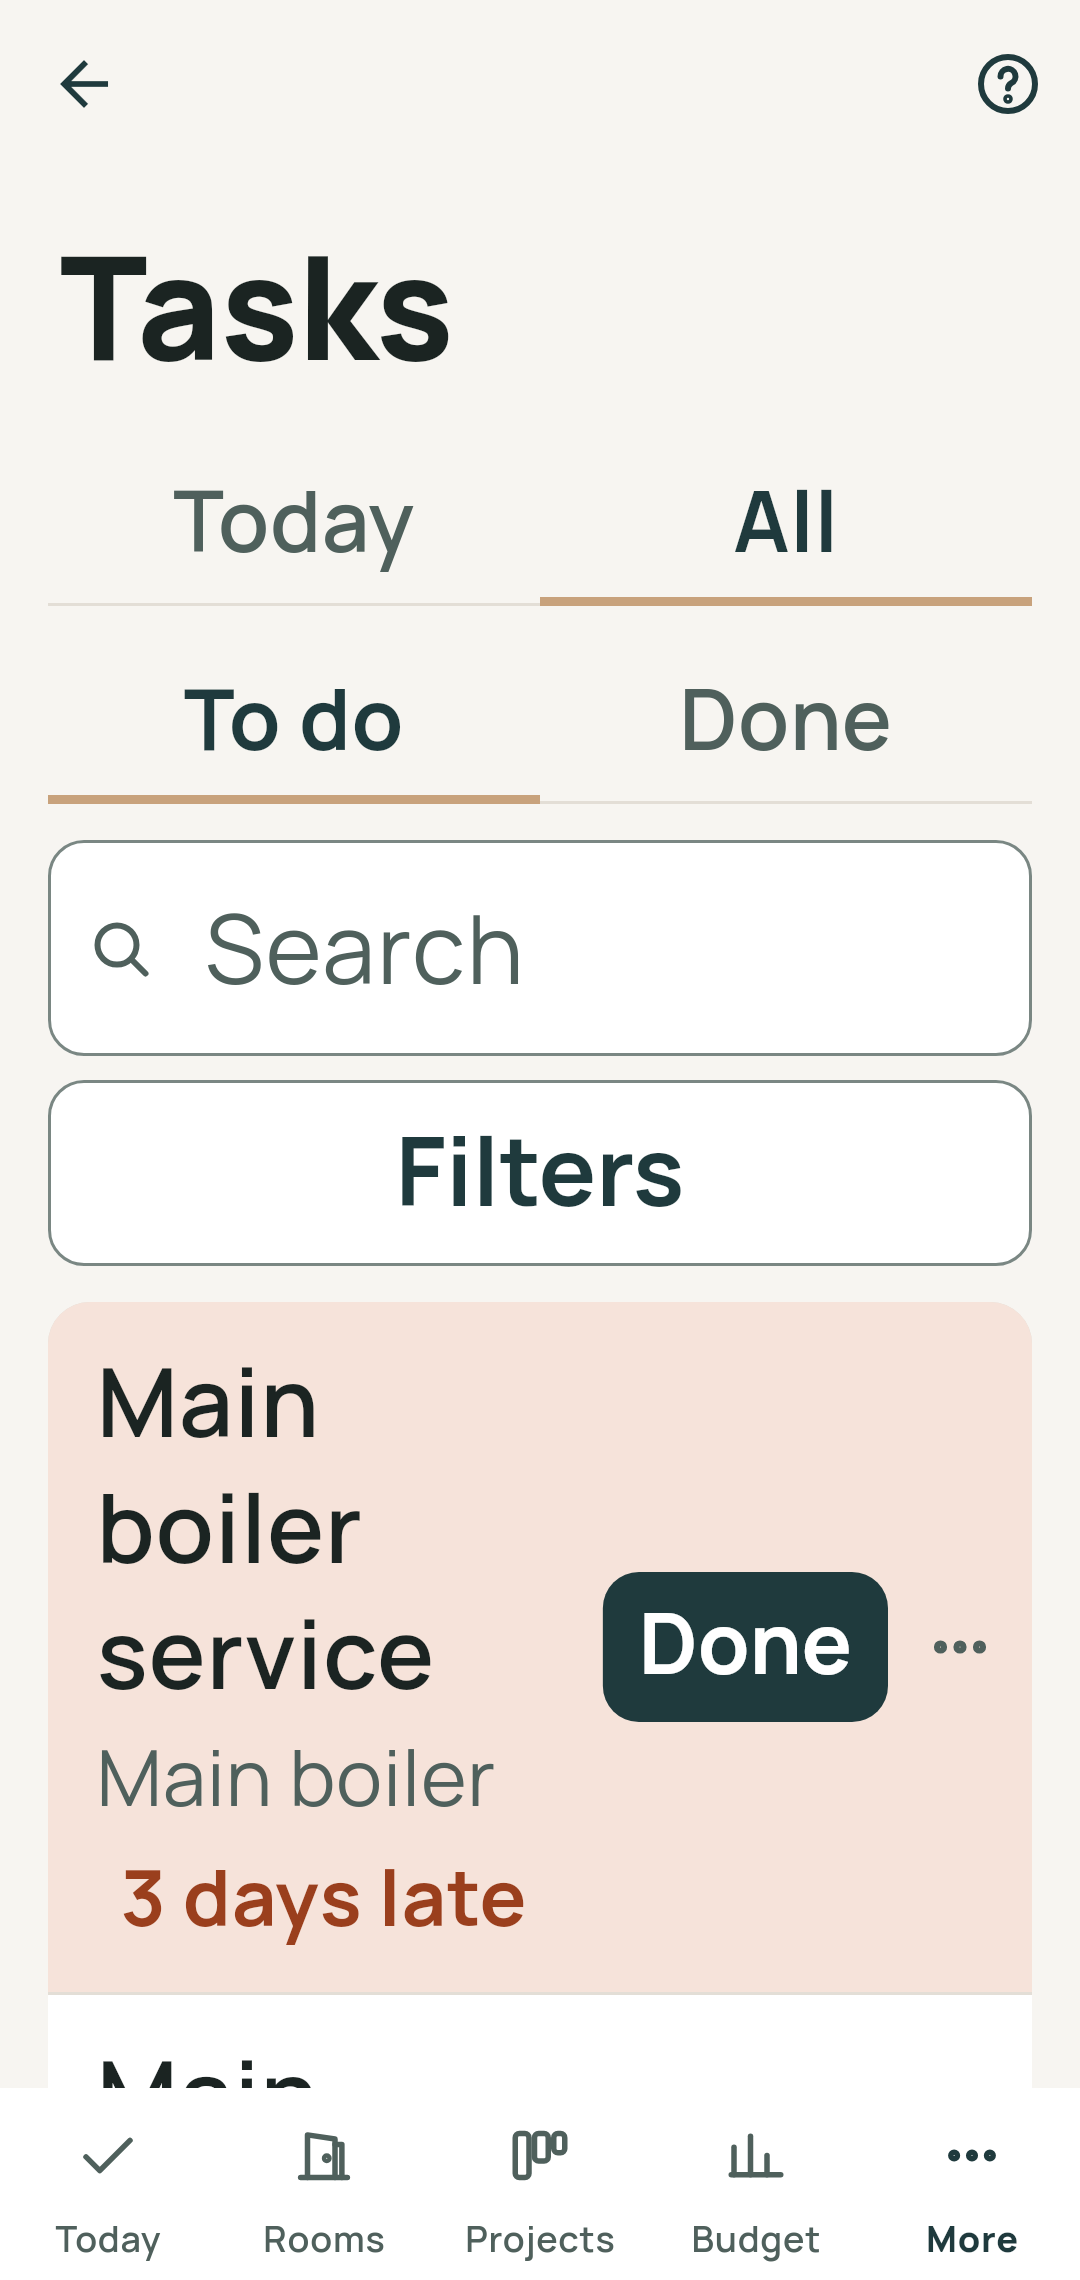 Tasks
Today All
To do Done
Search
Filters
Main
boiler
service
Done
Main boiler
3 days late
Main
Today Rooms Projects Budget More